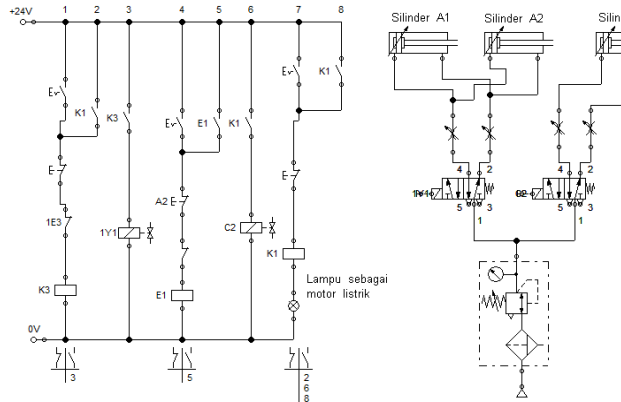 1 2 3 4 5 6 7 8
+24V
Silinder A1 Silinder A2 Silin
K1 K3 E1 K1 K1
4 2 4 2
A2
5 3 5 3
1 1
1E3
1Y1 C2
K1
Lampu sebagai
motor listrik
K3 E1
0V
3 5 2
6
8